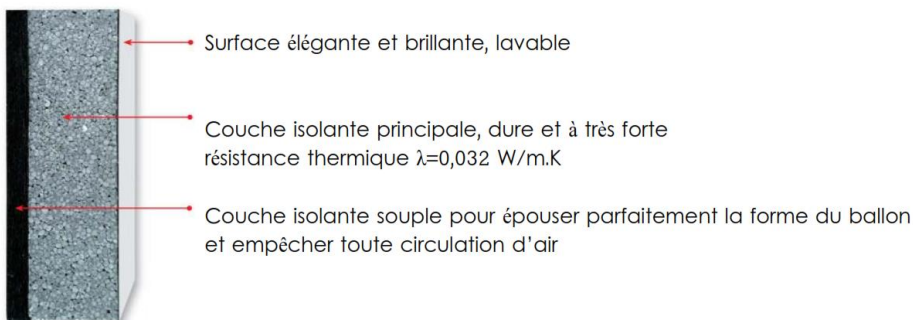 Surface élégante et brillante, lavable
Couche isolante principale, dure et à très forte
résistance thermique λ=0,032 W/m.K
Couche isolante souple pour épouser parfaitement la forme du ballon
et empêcher toute circulation d'air